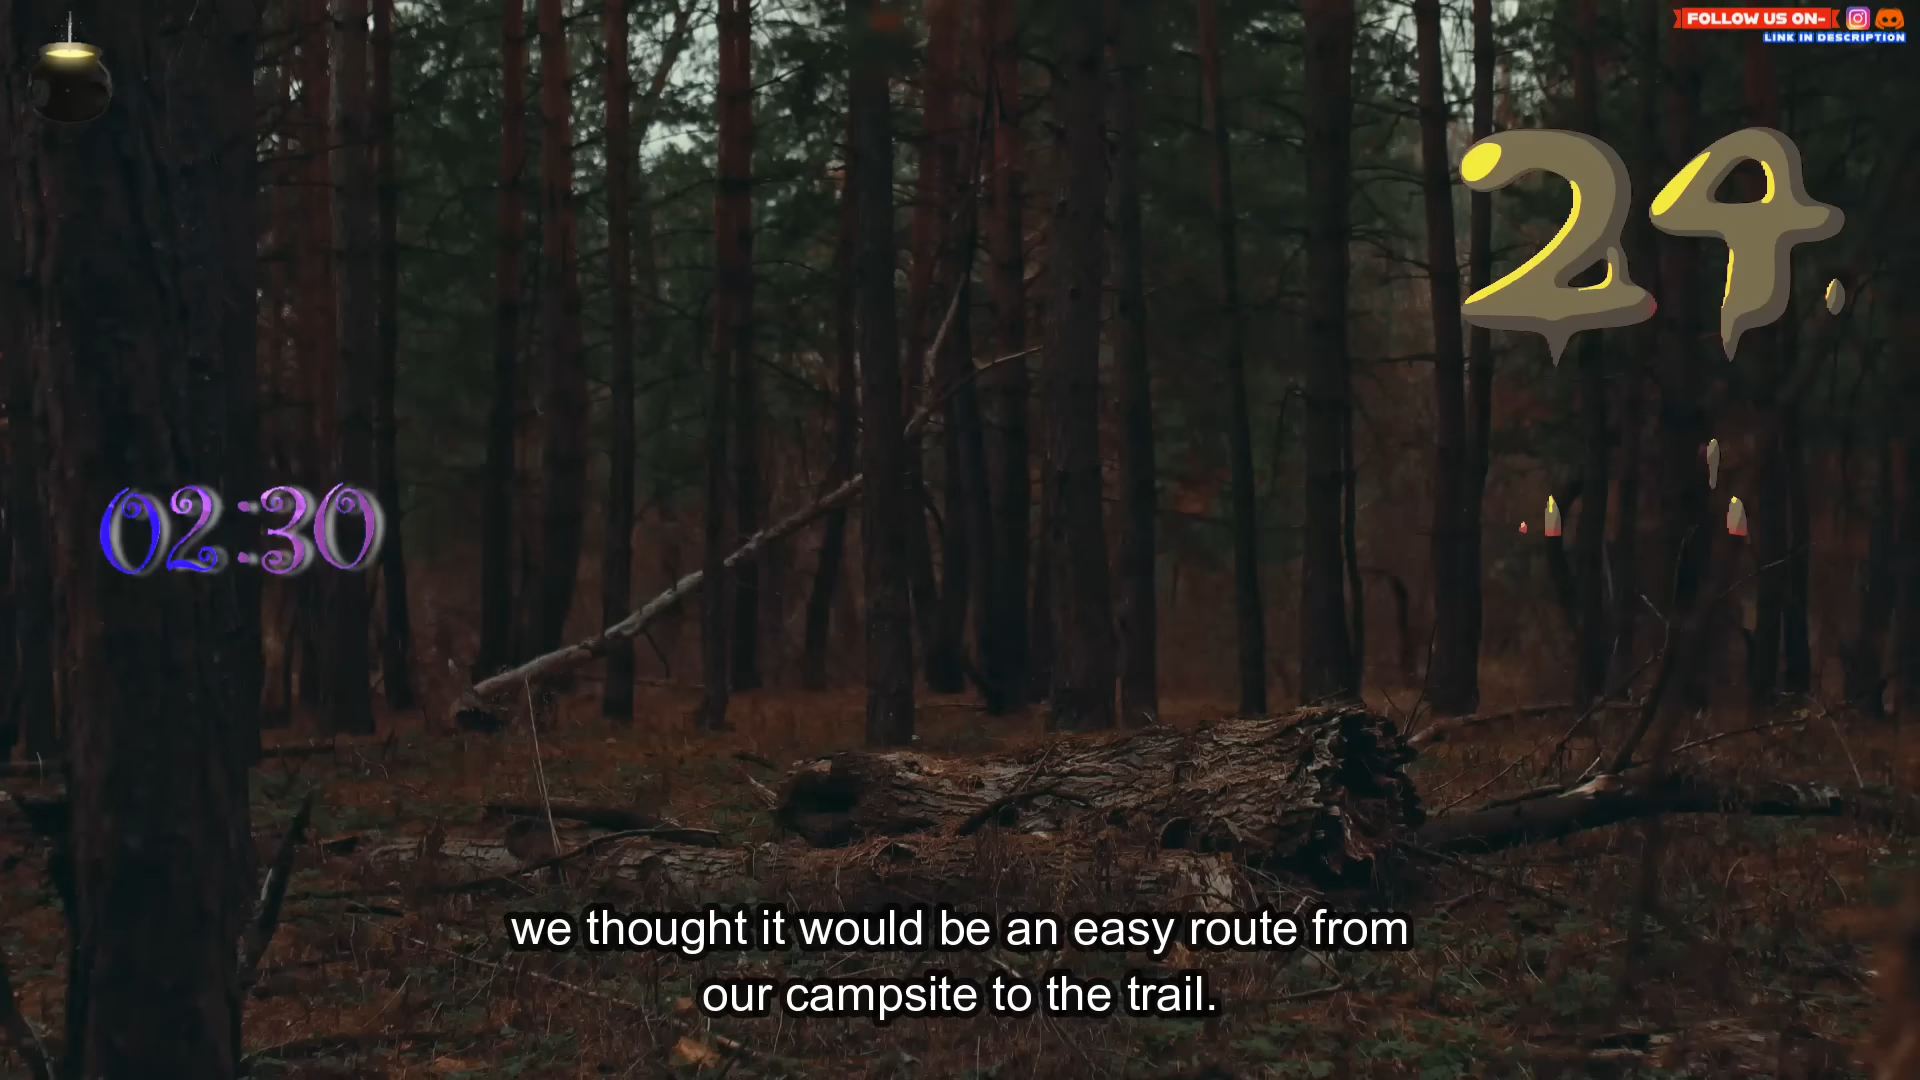 FOLLOW US ON-
LINK IN DESCRIPTION
24.
02:30
we thought it would be an easy route from
our campsite to the trail.